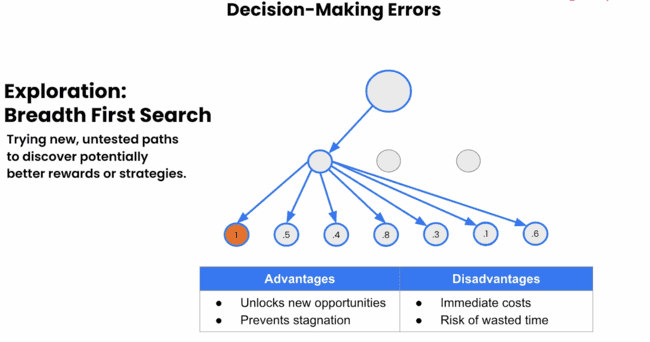 Decision-Making Errors
Exploration:
Breadth First Search
Trying new, untested paths
to discover potentially
better rewards or strategies.
1 .5 .4 .8 .3 .1 .6
Advantages Disadvantages
● Unlocks new opportunities ● Immediate costs
● Prevents stagnation ● Risk of wasted time